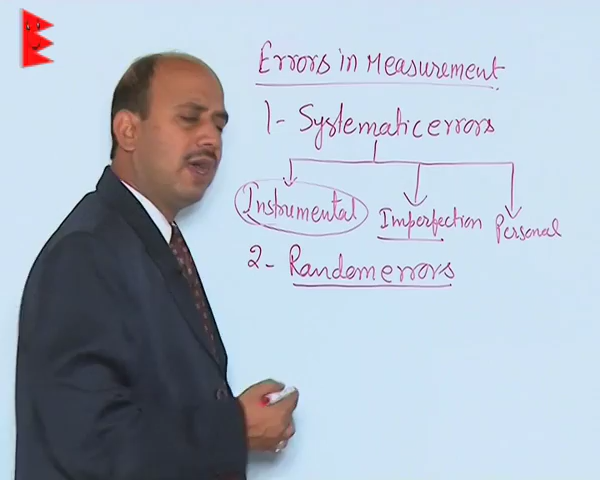 Errors in Measurement
1- Systematic errors
Instrumental Imperfection Personal
2- Random errors